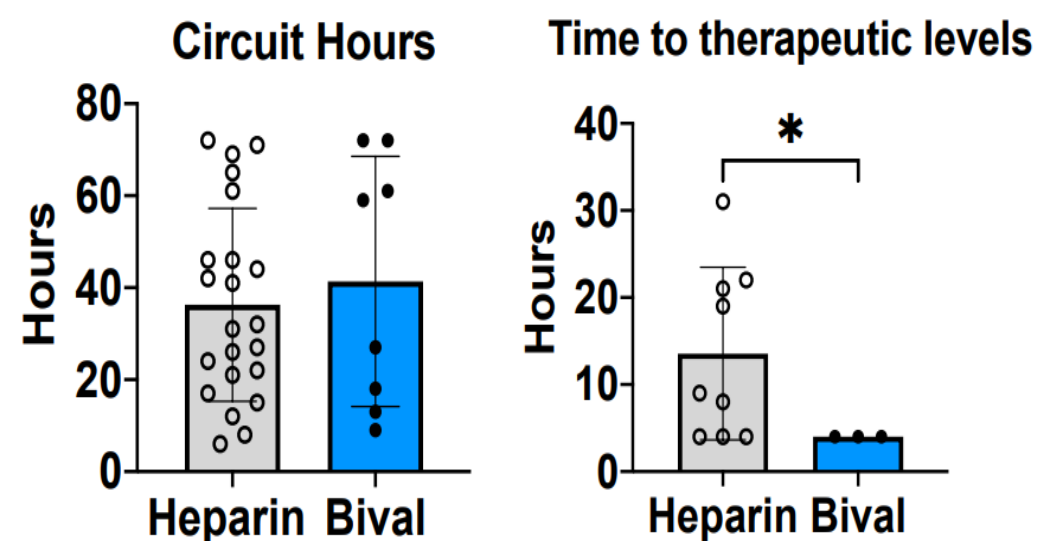 Circuit Hours
Hours
80
60
40
20
0
Heparin Bival
Time to therapeutic levels
Hours
40
30
20
10
0
*
Heparin Bival